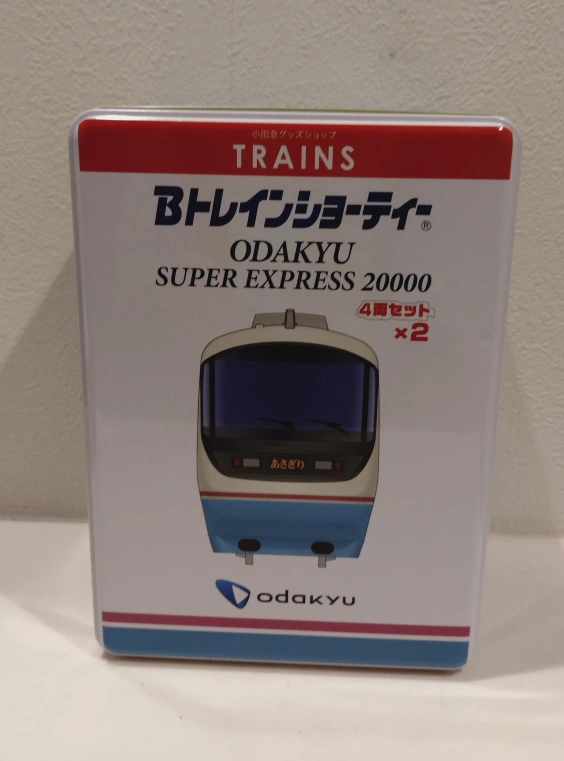 小田急グッズショップ
TRAINS
Bトレインショーティー®
ODAKYU
SUPER EXPRESS 20000
4両セット
×2
あさぎり
odakyu